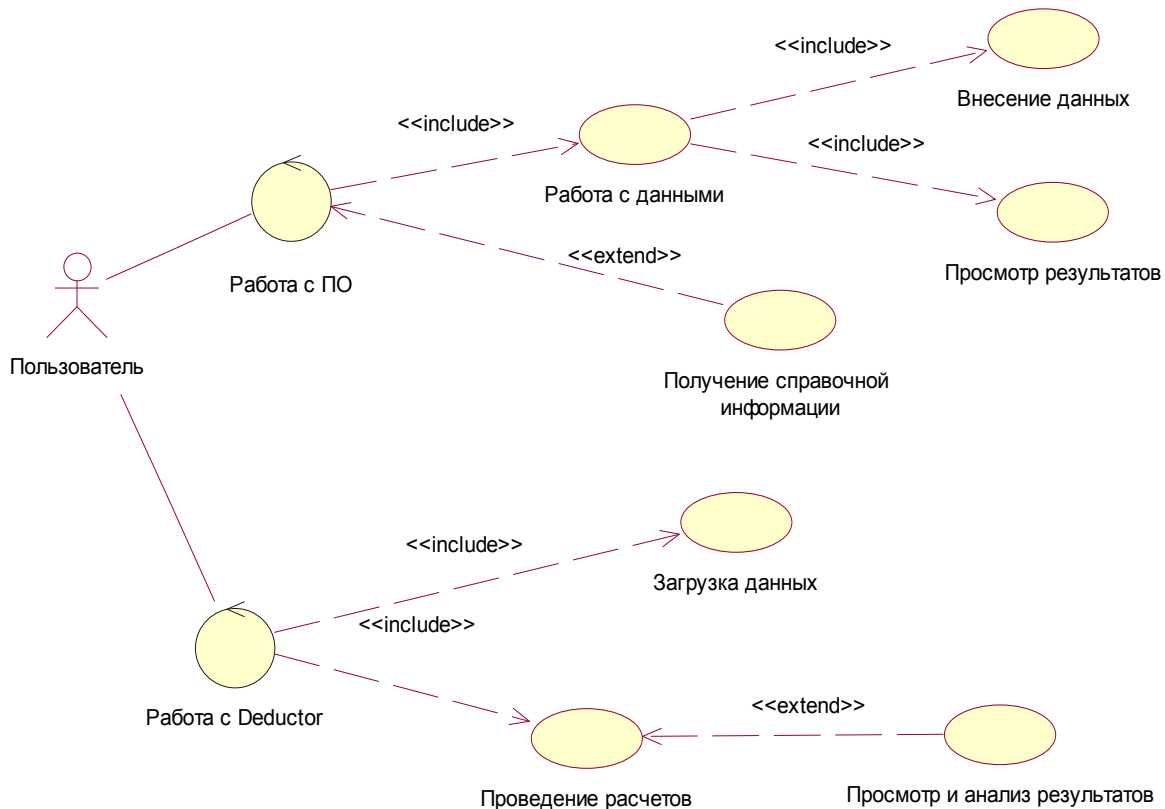 <<include>>
Внесение данных
<<include>>
<<include>>
Работа с данными
Просмотр результатов
<<extend>>
Работа с ПО
Пользователь
Получение справочной
информации
<<include>>
Загрузка данных
<<include>>
Работа с Deductor
<<extend>>
Проведение расчетов
Просмотр и анализ результатов